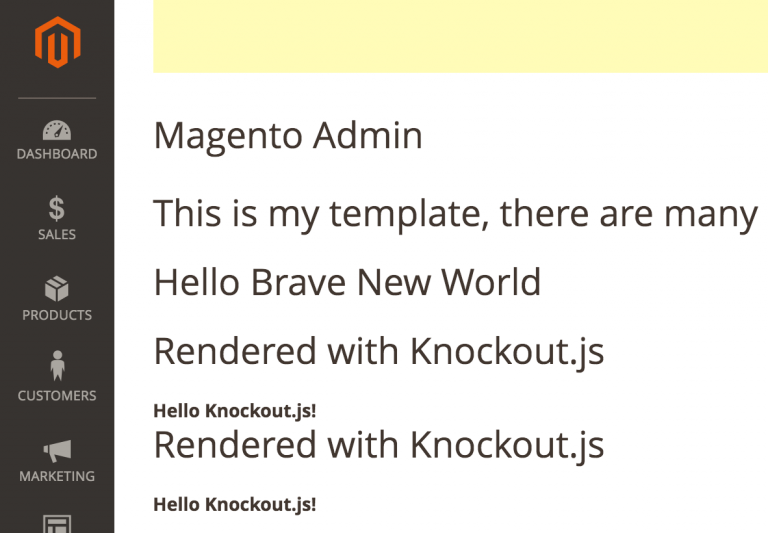 DASHBOARD
SALES
PRODUCTS
CUSTOMERS
MARKETING
Magento Admin
This is my template, there are many
Hello Brave New World
Rendered with Knockout.js
Hello Knockout.js!
Rendered with Knockout.js
Hello Knockout.js!